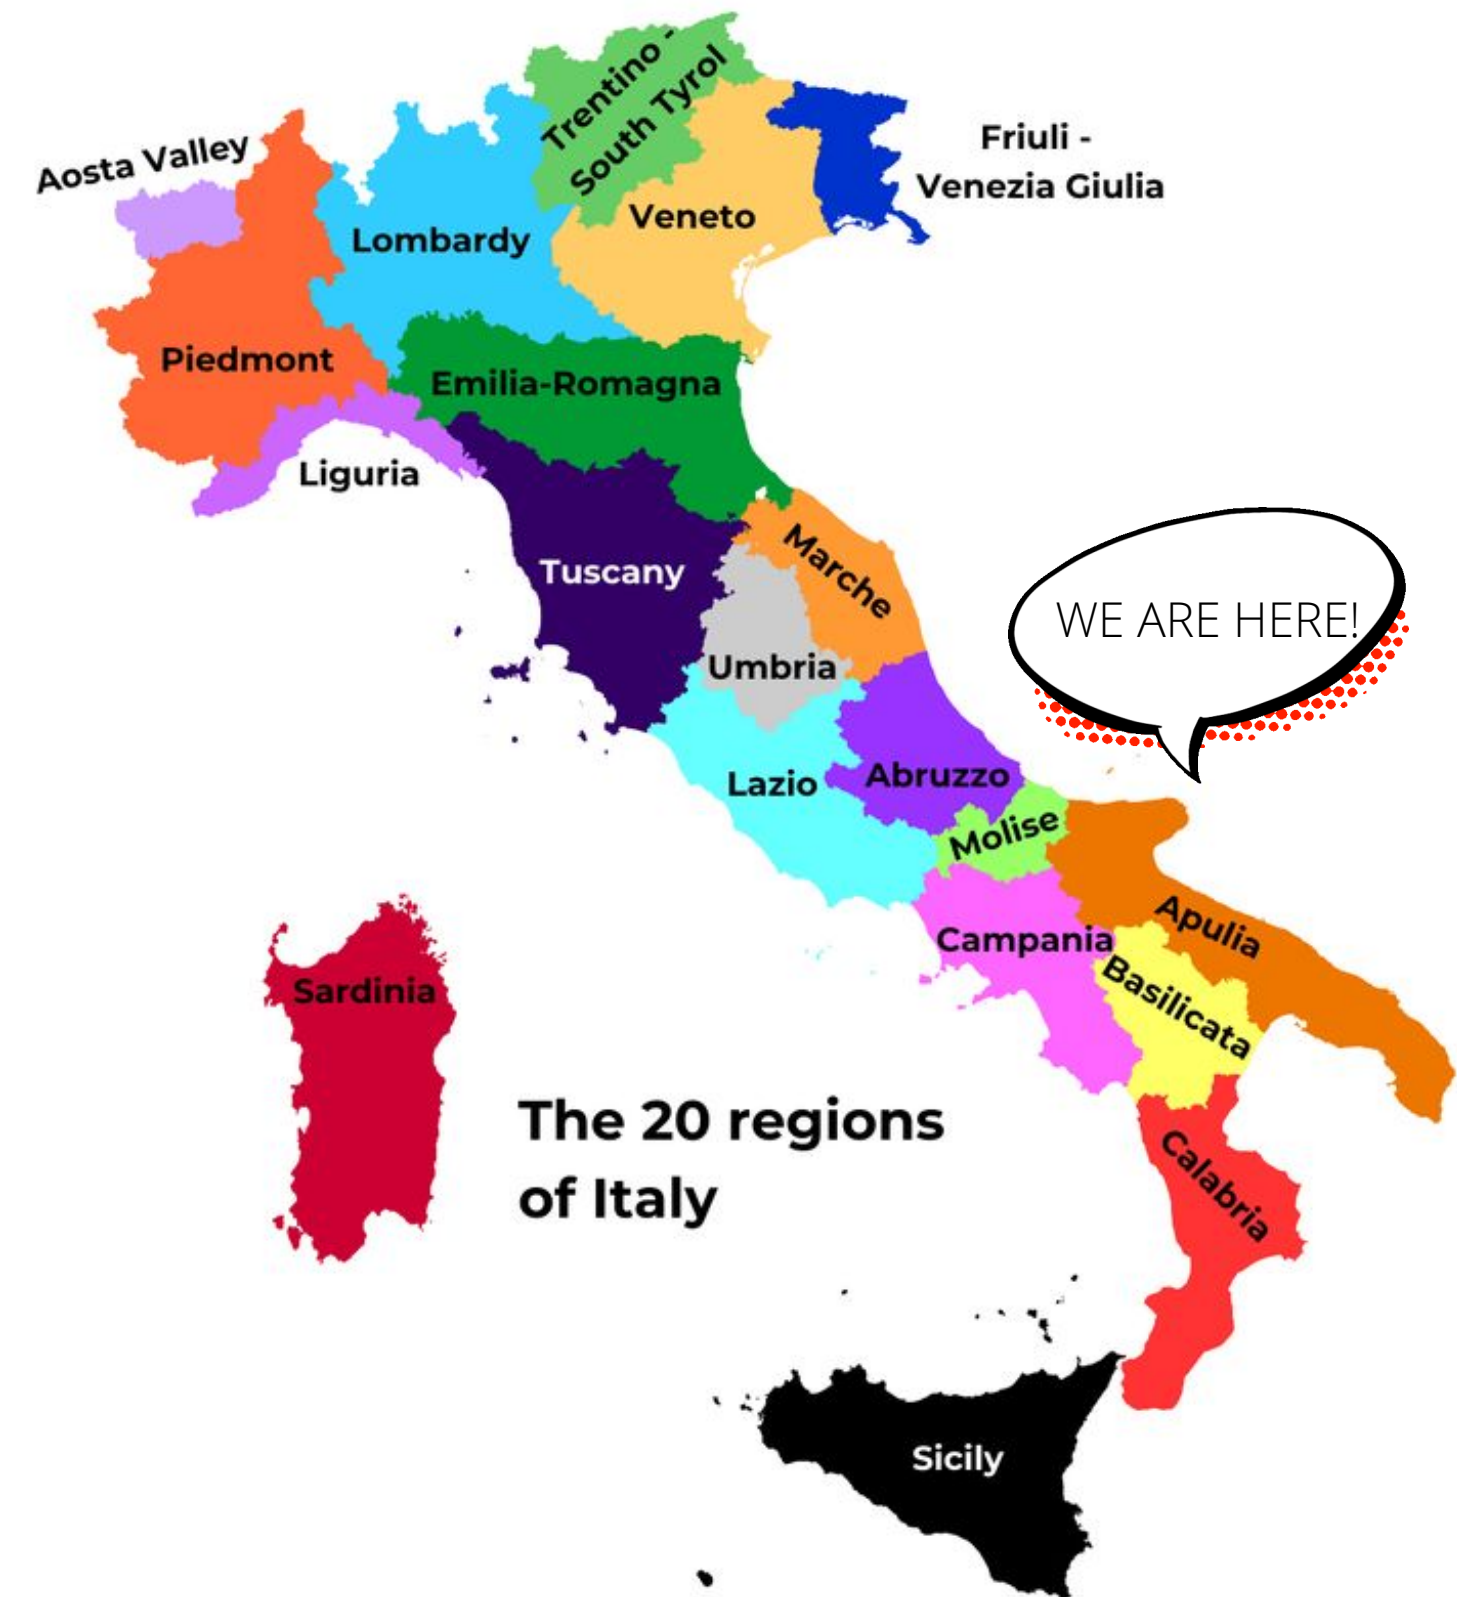 Trentino -
South Tyrol
Aosta Valley
Friuli -
Venezia Giulia
Lombardy
Veneto
Piedmont
Emilia-Romagna
Liguria
Tuscany
Marche
WE ARE HERE!
Umbria
Lazio
Abruzzo
Molise
Apulia
Campania
Basilicata
Sardinia
The 20 regions
of Italy
Calabria
Sicily